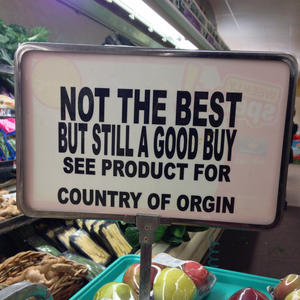 NOT THE BEST
BUT STILL A GOOD BUY
SEE PRODUCT FOR
COUNTRY OF ORGIN